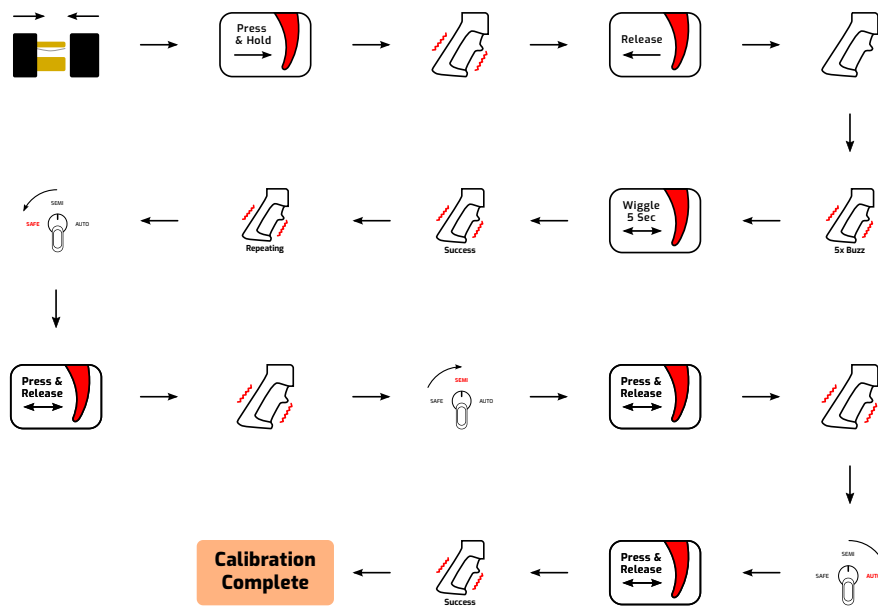 Press
& Hold
Release
5x Buzz
Wiggle
5 Sec
Success
Repeating
SEMI
SAFE
AUTO
Press &
Release
SEMI
SAFE
AUTO
Press &
Release
SEMI
SAFE
AUTO
Press &
Release
Success
Calibration
Complete